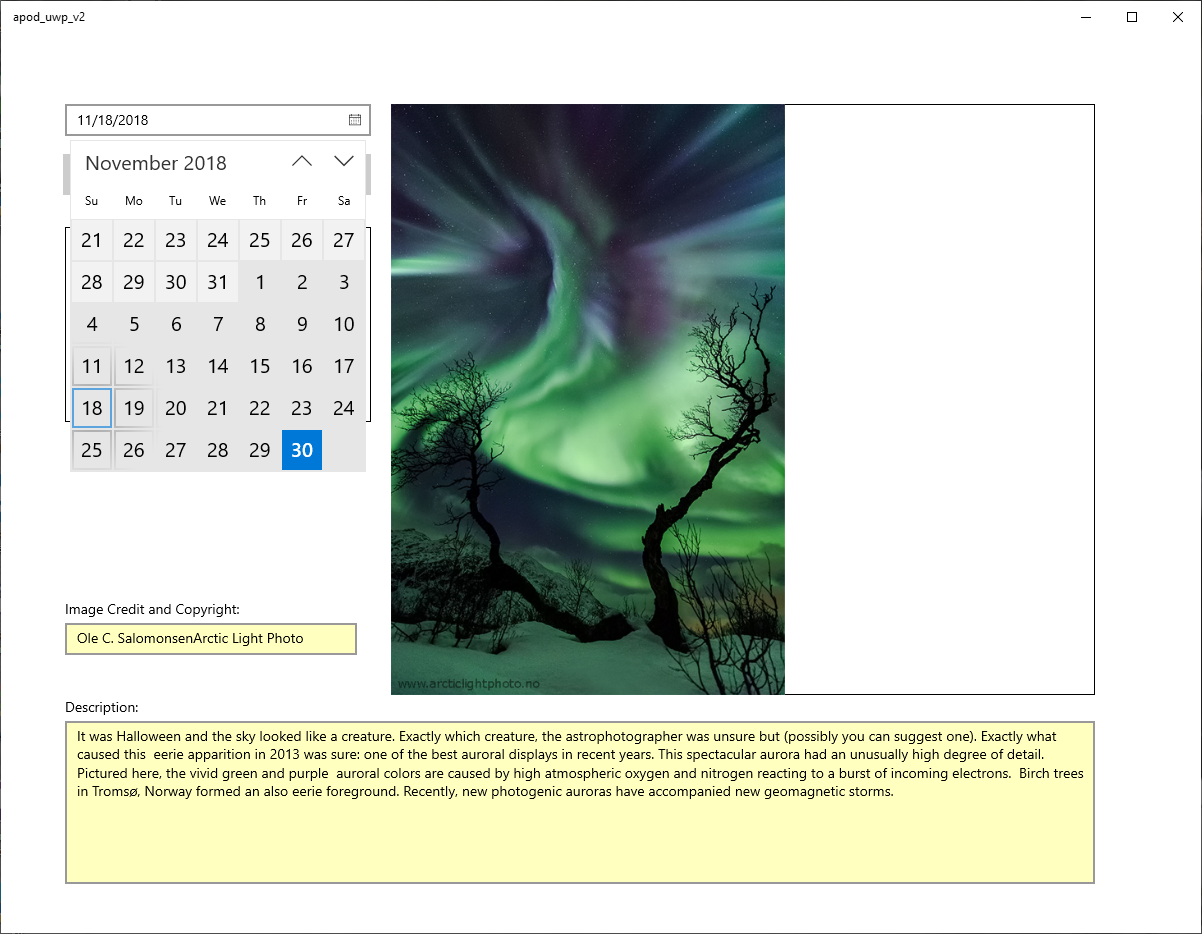 apod_uwp_v2
11/18/2018
November 2018
Su Mo Tu We Th Fr Sa
21 22 23 24 25 26 27
28 29 30 31 1 2 3
4 5 6 7 8 9 10
11 12 13 14 15 16 17
18 19 20 21 22 23 24
25 26 27 28 29 30
www.arcticlightphoto.no
Image Credit and Copyright:
Ole C. SalomonsenArctic Light Photo
Description:
It was Halloween and the sky looked like a creature. Exactly which creature, the astrophotographer was unsure but (possibly you can suggest one). Exactly what
caused this  eerie apparition in 2013 was sure: one of the best auroral displays in recent years. This spectacular aurora had an unusually high degree of detail.
Pictured here, the vivid green and purple  auroral colors are caused by high atmospheric oxygen and nitrogen reacting to a burst of incoming electrons.  Birch trees
in Tromsø, Norway formed an also eerie foreground. Recently, new photogenic auroras have accompanied new geomagnetic storms.